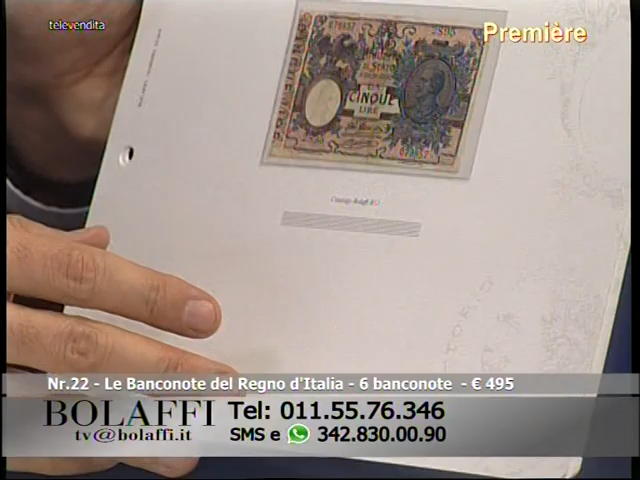 televendita
Première
CINQUE
LIRE
Nr.22 - Le Banconote del Regno d'Italia - 6 banconote - € 495
BOLAFFI
tv@bolaffi.it
Tel: 011.55.76.346
SMS e 342.830.00.90